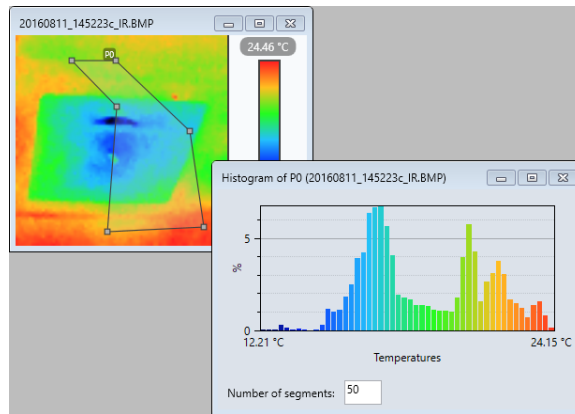 20160811_145223c_IR.BMP
P0
24.46 °C
Histogram of P0 (20160811_145223c_IR.BMP)
5
%
0
12.21 °C
24.15 °C
Temperatures
Number of segments:
50